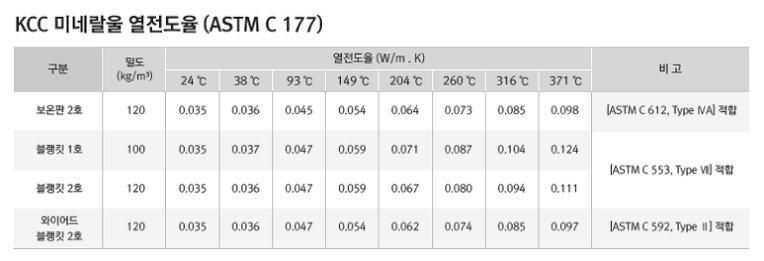 KCC 미네랄울 열전도율 (ASTM C 177)
구분 밀도 (kg/m³) 열전도율 (W/m . K) 비 고
24 ℃ 38 ℃ 93 ℃ 149 ℃ 204 ℃ 260 ℃ 316 ℃ 371 ℃
보온판 2호 120 0.035 0.036 0.045 0.054 0.064 0.073 0.085 0.098 [ASTM C 612, Type ⅣA] 적합
블랭킷 1호 100 0.035 0.037 0.047 0.059 0.071 0.087 0.104 0.124
[ASTM C 553, Type Ⅶ] 적합
블랭킷 2호 120 0.035 0.036 0.047 0.059 0.067 0.080 0.094 0.111
와이어드 블랭킷 2호 120 0.035 0.036 0.047 0.054 0.062 0.074 0.085 0.097 [ASTM C 592, Type Ⅱ] 적합